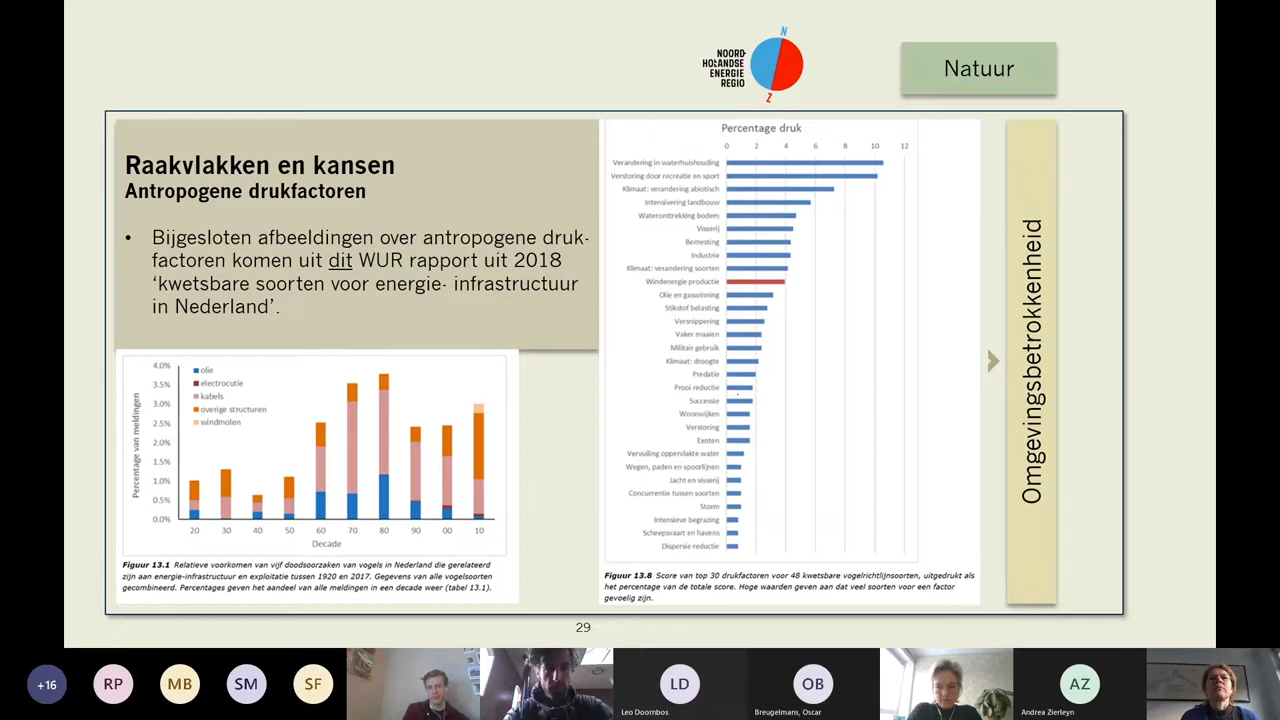 N
NOORD
HOLLANDSE
ENERGIE
REGIO
Z
Natuur
Raakvlakken en kansen
Antropogene drukfactoren
• Bijgesloten afbeeldingen over antropogene druk-
factoren komen uit dit WUR rapport uit 2018
‘kwetsbare soorten voor energie- infrastructuur
in Nederland’.
4.0%
3.5%
3.0%
2.5%
2.0%
1.5%
1.0%
0.5%
0.0%
Percentage van meldingen
olie
electrocutie
kabels
overige structuren
windmolen
20 30 40 50 60 70 80 90 00 10
Decade
Figuur 13.1 Relatieve voorkomen van vijf doodsoorzaken van vogels in Nederland die gerelateerd
zijn aan energie-infrastructuur en exploitatie tussen 1920 en 2017. Gegevens van alle vogelsoorten
gecombineerd. Percentages geven het aandeel van alle meldingen in een decade weer (tabel 13.1).
Percentage druk
0 2 4 6 8 10 12
Verandering in waterhuishouding
Verstoring door recreatie en sport
Klimaat: verandering abiotisch
Intensivering landbouw
Wateronttrekking bodem
Visserij
Bemesting
Industrie
Klimaat: verandering soorten
Windenergie productie
Olie en gaswinning
Stikstof belasting
Versnippering
Vaker maaien
Militair gebruik
Klimaat: droogte
Predatie
Prooi reductie
Successie
Woonwijken
Verstoring
Exoten
Vervuiling oppervlakte water
Wegen, paden en spoorlijnen
Jacht en visserij
Concurrentie tussen soorten
Storm
Intensieve begrazing
Scheepsvaart en havens
Dispersie reductie
Figuur 13.8 Score van top 30 drukfactoren voor 48 kwetsbare vogelrichtlijnsoorten, uitgedrukt als
het percentage van de totale score. Hoge waarden geven aan dat veel soorten voor een factor
gevoelig zijn.
Omgevingsbetrokkenheid
29
+16
RP
MB
SM
SF
LD
Leo Doornbos
OB
Breugelmans, Oscar
AZ
Andrea Zierleyn